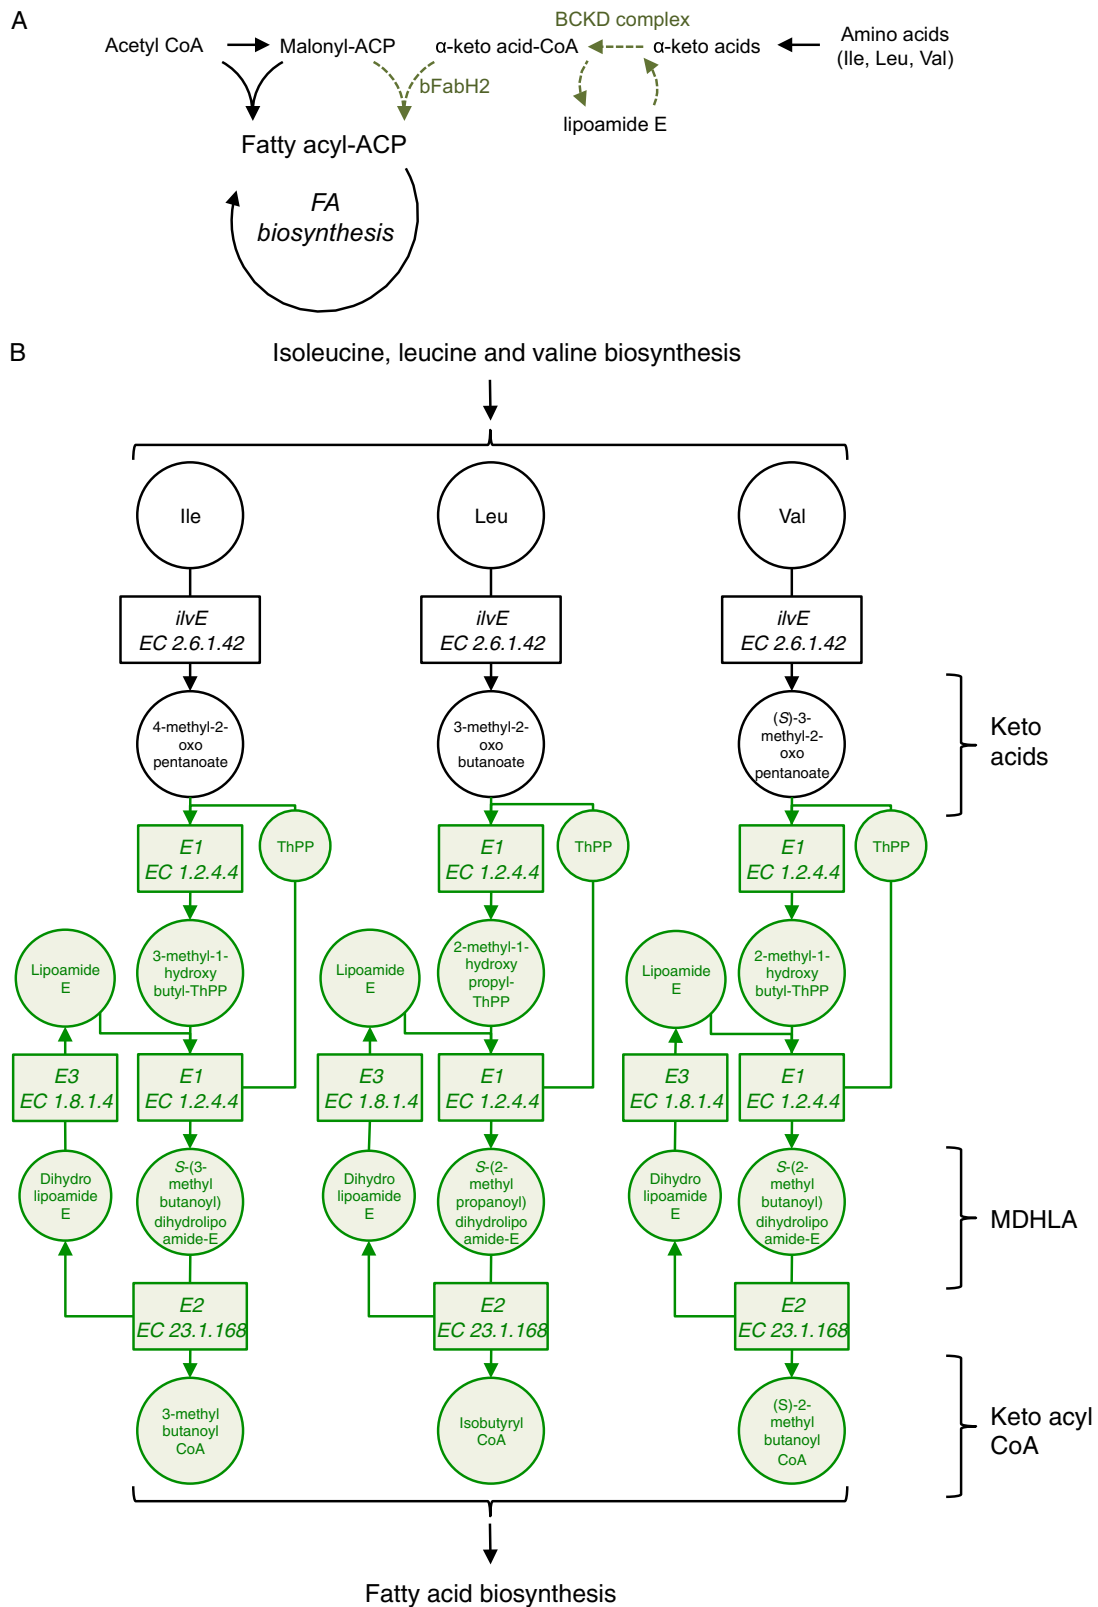 A
BCKD complex
Acetyl CoA
Malonyl-ACP
α-keto acid-CoA
α-keto acids
Amino acids
(Ile, Leu, Val)
bFabH2
lipoamide E
Fatty acyl-ACP
FA
biosynthesis
B
Isoleucine, leucine and valine biosynthesis
Ile
Leu
Val
ilvE
EC 2.6.1.42
ilvE
EC 2.6.1.42
ilvE
EC 2.6.1.42
4-methyl-2-
oxo
pentanoate
3-methyl-2-
oxo
butanoate
(S)-3-
methyl-2-
oxo
pentanoate
Keto
acids
E1
EC 1.2.4.4
ThPP
E1
EC 1.2.4.4
ThPP
E1
EC 1.2.4.4
ThPP
Lipoamide
E
3-methyl-1-
hydroxy
butyl-ThPP
Lipoamide
E
2-methyl-1-
hydroxy
propyl-
ThPP
Lipoamide
E
2-methyl-1-
hydroxy
butyl-ThPP
E3
EC 1.8.1.4
E1
EC 1.2.4.4
E3
EC 1.8.1.4
E1
EC 1.2.4.4
E3
EC 1.8.1.4
E1
EC 1.2.4.4
Dihydro
lipoamide
E
S-(3-
methyl
butanoyl)
dihydrolipo
amide-E
Dihydro
lipoamide
E
S-(2-
methyl
propanoyl)
dihydrolipo
amide-E
Dihydro
lipoamide
E
S-(2-
methyl
butanoyl)
dihydrolipo
amide-E
MDHLA
E2
EC 23.1.168
E2
EC 23.1.168
E2
EC 23.1.168
3-methyl
butanoyl
CoA
Isobutyryl
CoA
(S)-2-
methyl
butanoyl
CoA
Keto acyl
CoA
Fatty acid biosynthesis